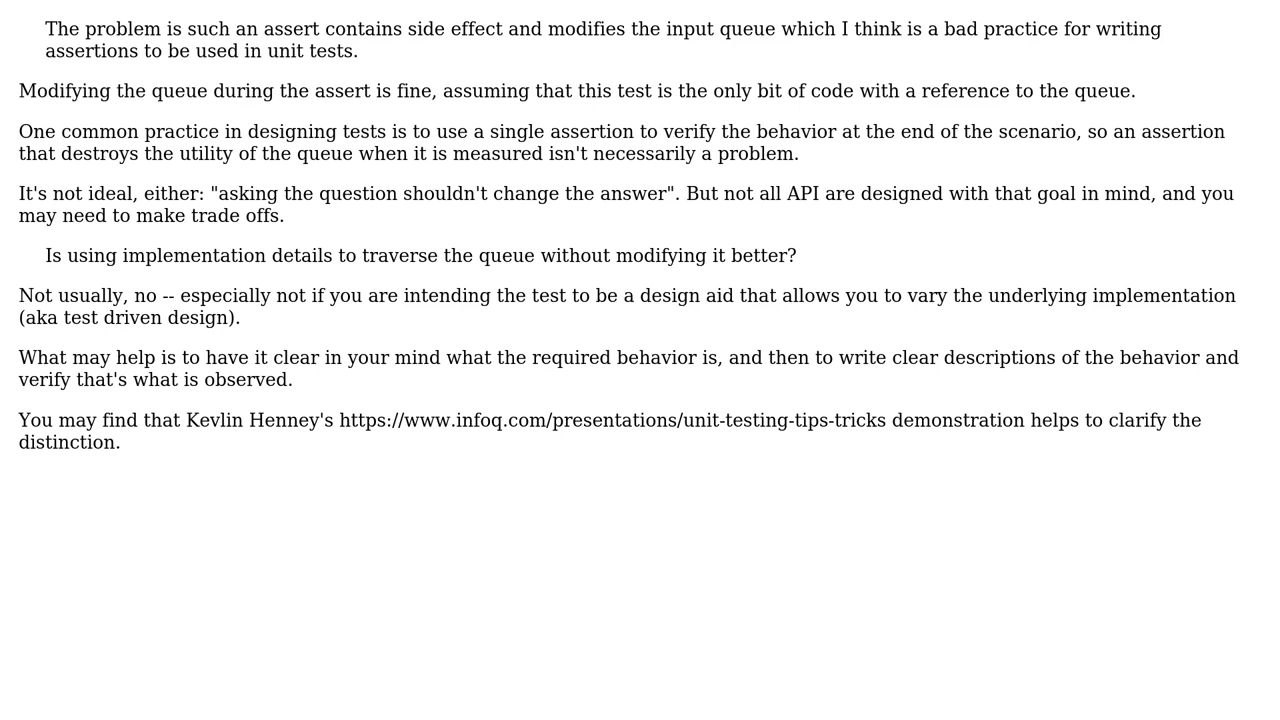 The problem is such an assert contains side effect and modifies the input queue which I think is a bad practice for writing
assertions to be used in unit tests.
Modifying the queue during the assert is fine, assuming that this test is the only bit of code with a reference to the queue.
One common practice in designing tests is to use a single assertion to verify the behavior at the end of the scenario, so an assertion
that destroys the utility of the queue when it is measured isn't necessarily a problem.
It's not ideal, either: "asking the question shouldn't change the answer". But not all API are designed with that goal in mind, and you
may need to make trade offs.
Is using implementation details to traverse the queue without modifying it better?
Not usually, no -- especially not if you are intending the test to be a design aid that allows you to vary the underlying implementation
(aka test driven design).
What may help is to have it clear in your mind what the required behavior is, and then to write clear descriptions of the behavior and
verify that's what is observed.
You may find that Kevlin Henney's https://www.infoq.com/presentations/unit-testing-tips-tricks demonstration helps to clarify the
distinction.